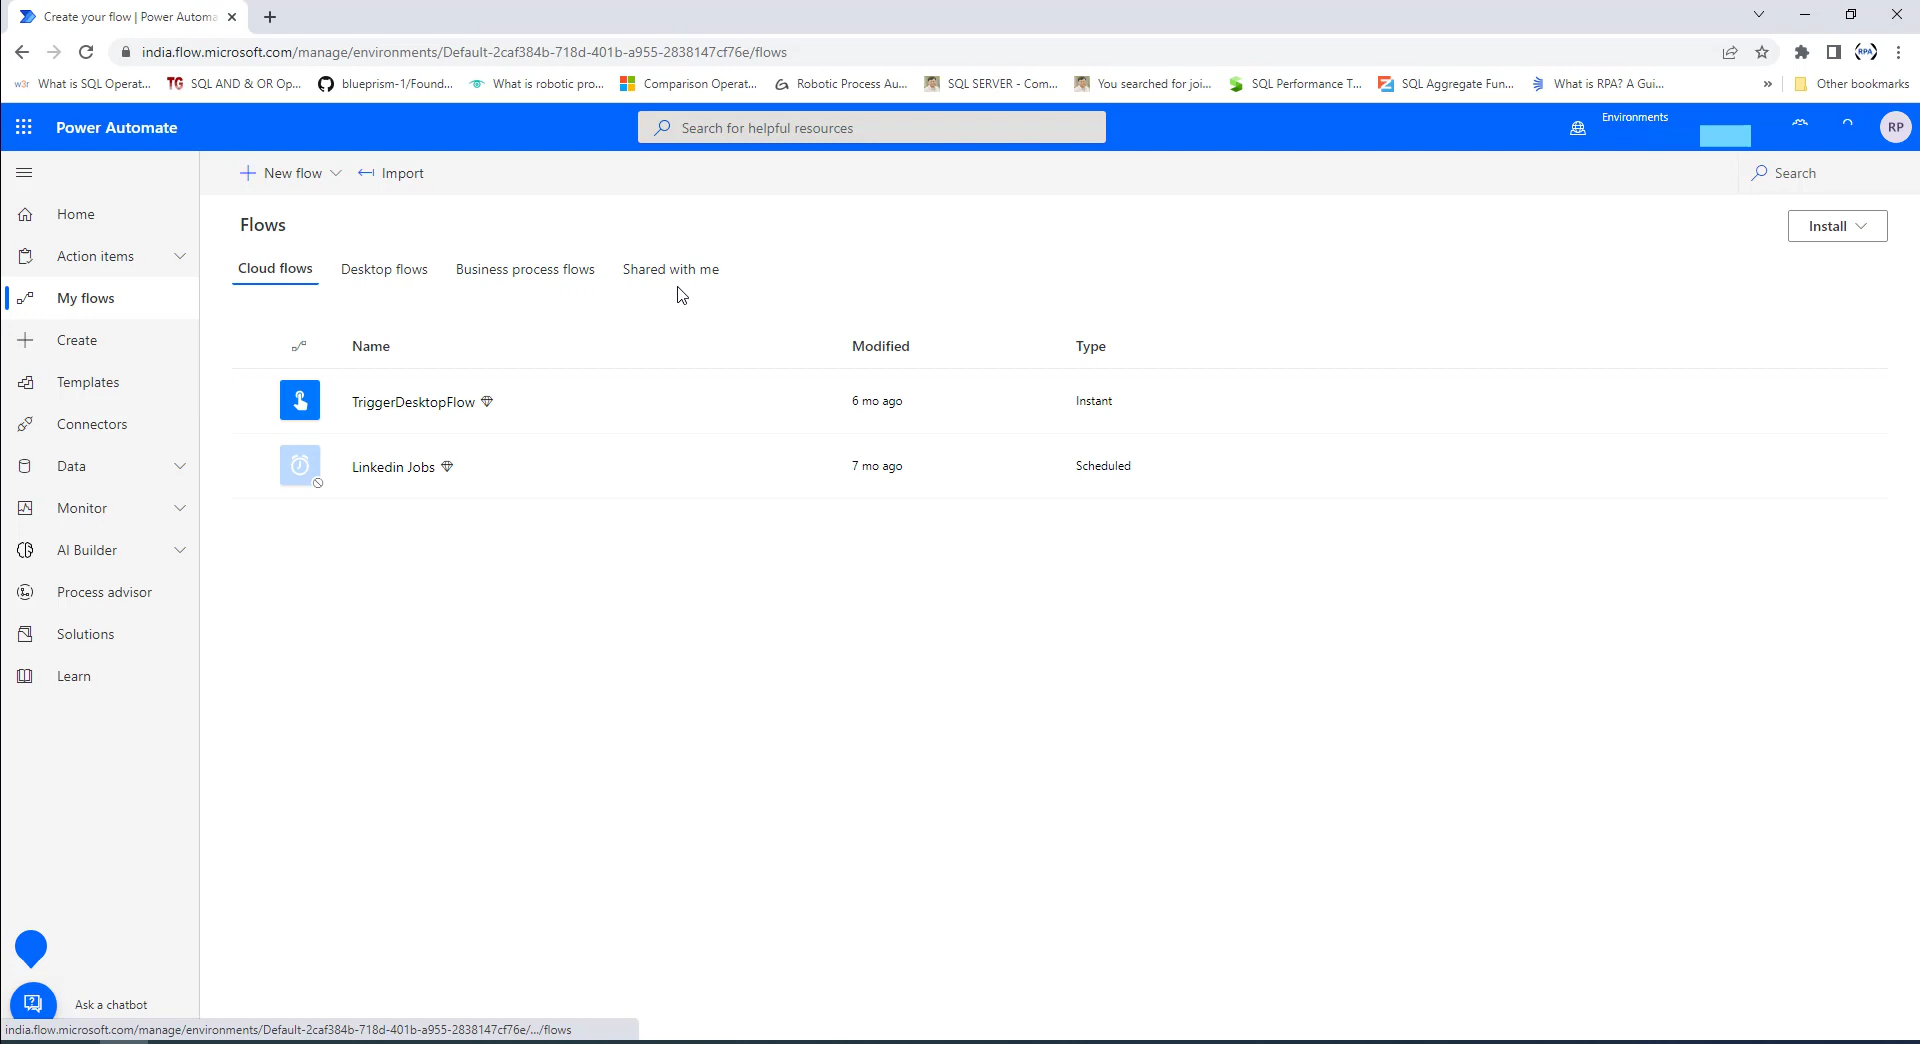 Create your flow | Power Automa
india.flow.microsoft.com/manage/environments/Default-2caf384b-718d-401b-a955-2838147cf76e/flows
w3r What is SQL Operat... TG SQL AND & OR Op... blueprism-1/Found... What is robotic pro... Comparison Operat... Robotic Process Au... SQL SERVER - Com... You searched for joi... SQL Performance T... SQL Aggregate Fun... What is RPA? A Gui... » Other bookmarks
Power Automate
Search for helpful resources
Environments
RP
New flow
Import
Search
Home
Action items
My flows
Create
Templates
Connectors
Data
Monitor
AI Builder
Process advisor
Solutions
Learn
Flows
Install
Cloud flows Desktop flows Business process flows Shared with me
Name Modified Type
TriggerDesktopFlow 6 mo ago Instant
Linkedin Jobs 7 mo ago Scheduled
Ask a chatbot
india.flow.microsoft.com/manage/environments/Default-2caf384b-718d-401b-a955-2838147cf76e/.../flows